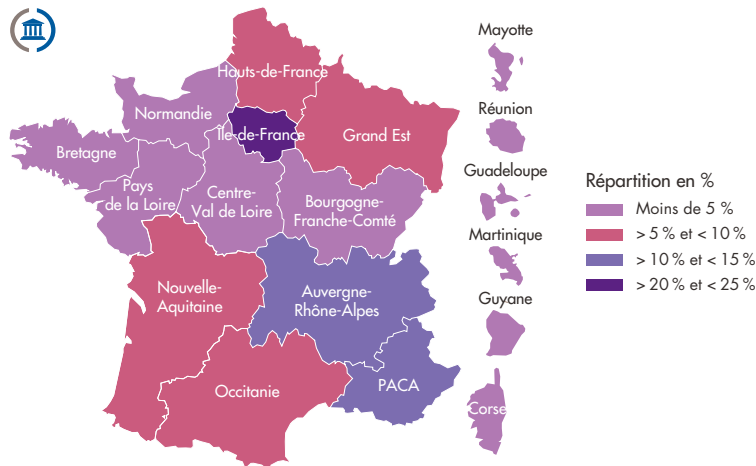 Hauts-de-France
Normandie
Île-de-France
Grand Est
Bretagne
Pays
de la Loire
Centre-
Val de Loire
Bourgogne-
Franche-Comté
Nouvelle-
Aquitaine
Auvergne-
Rhône-Alpes
Occitanie
PACA
Mayotte
Réunion
Guadeloupe
Martinique
Guyane
Corse
Répartition en %
Moins de 5 %
> 5 % et < 10 %
> 10 % et < 15 %
> 20 % et < 25 %